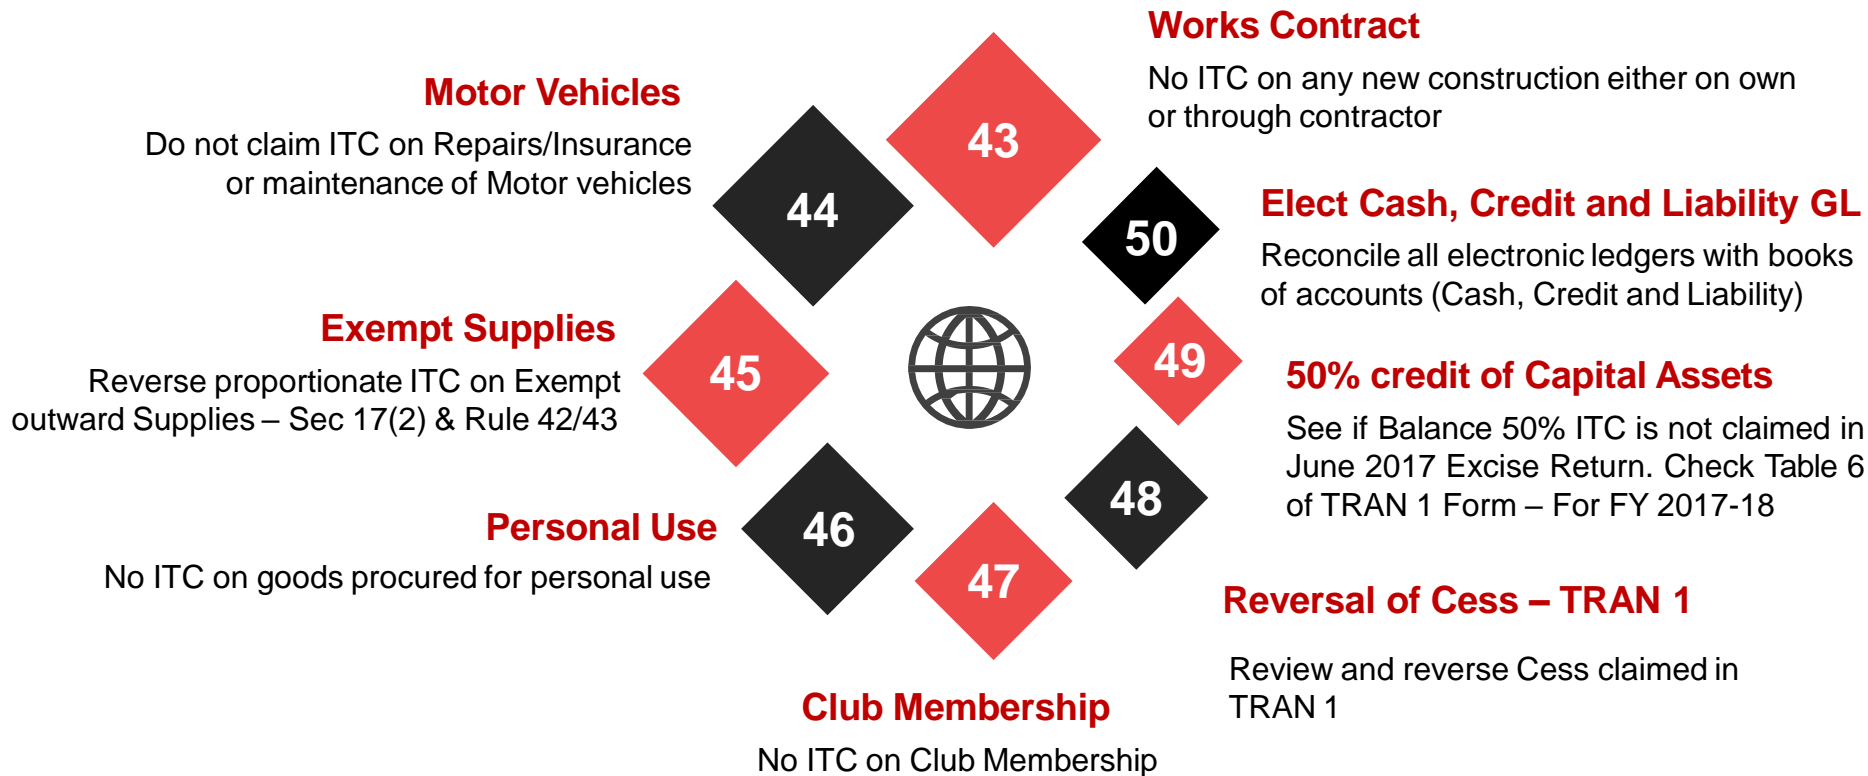 Works Contract
No ITC on any new construction either on own
or through contractor
43
Motor Vehicles
Do not claim ITC on Repairs/Insurance
or maintenance of Motor vehicles
44
Exempt Supplies
Reverse proportionate ITC on Exempt
outward Supplies – Sec 17(2) & Rule 42/43
45
Personal Use
No ITC on goods procured for personal use
46
47
Club Membership
No ITC on Club Membership
48
Reversal of Cess – TRAN 1
Review and reverse Cess claimed in
TRAN 1
49
50% credit of Capital Assets
See if Balance 50% ITC is not claimed in
June 2017 Excise Return. Check Table 6
of TRAN 1 Form – For FY 2017-18
50
Elect Cash, Credit and Liability GL
Reconcile all electronic ledgers with books
of accounts (Cash, Credit and Liability)